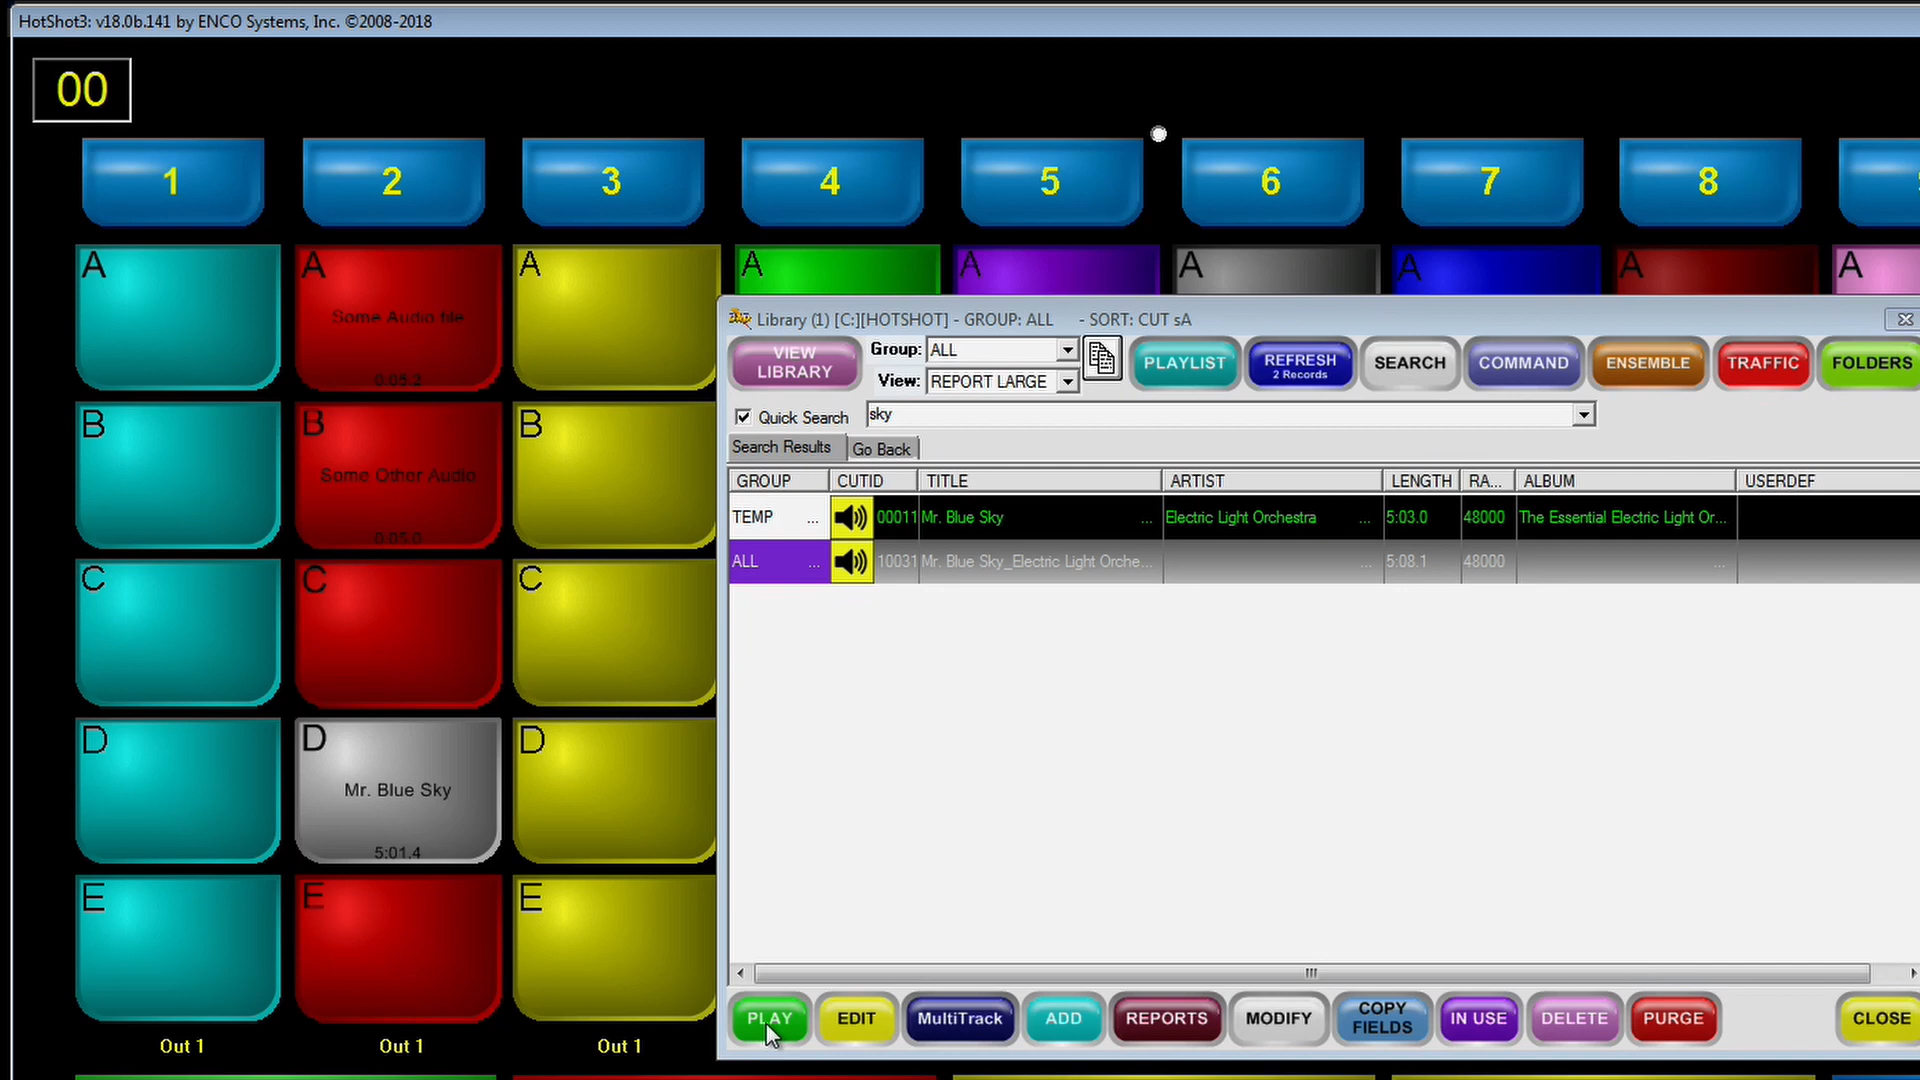 HotShot3: v18.0b.141 by ENCO Systems, Inc. ©2008-2018
00
1 2 3 4 5 6 7 8
A A A A A A A A A
Some Audio file
0:05.2
Library (1) [C:][HOTSHOT] - GROUP: ALL - SORT: CUT sA
VIEW LIBRARY
Group: ALL
View: REPORT LARGE
PLAYLIST
REFRESH
2 Records
SEARCH
COMMAND
ENSEMBLE
TRAFFIC
FOLDERS
Quick Search sky
Search Results Go Back
GROUP CUTID TITLE ARTIST LENGTH RA... ALBUM USERDEF
TEMP ... 00011 Mr. Blue Sky ... Electric Light Orchestra ... 5:03.0 48000 The Essential Electric Light Or...
ALL ... 10031 Mr. Blue Sky_Electric Light Orche... ... 5:08.1 48000 ...
B B B
Some Other Audio
0:05.0
C C C
D D D
Mr. Blue Sky
5:01.4
E E E
Out 1 Out 1 Out 1
PLAY EDIT MultiTrack ADD REPORTS MODIFY COPY FIELDS IN USE DELETE PURGE CLOSE